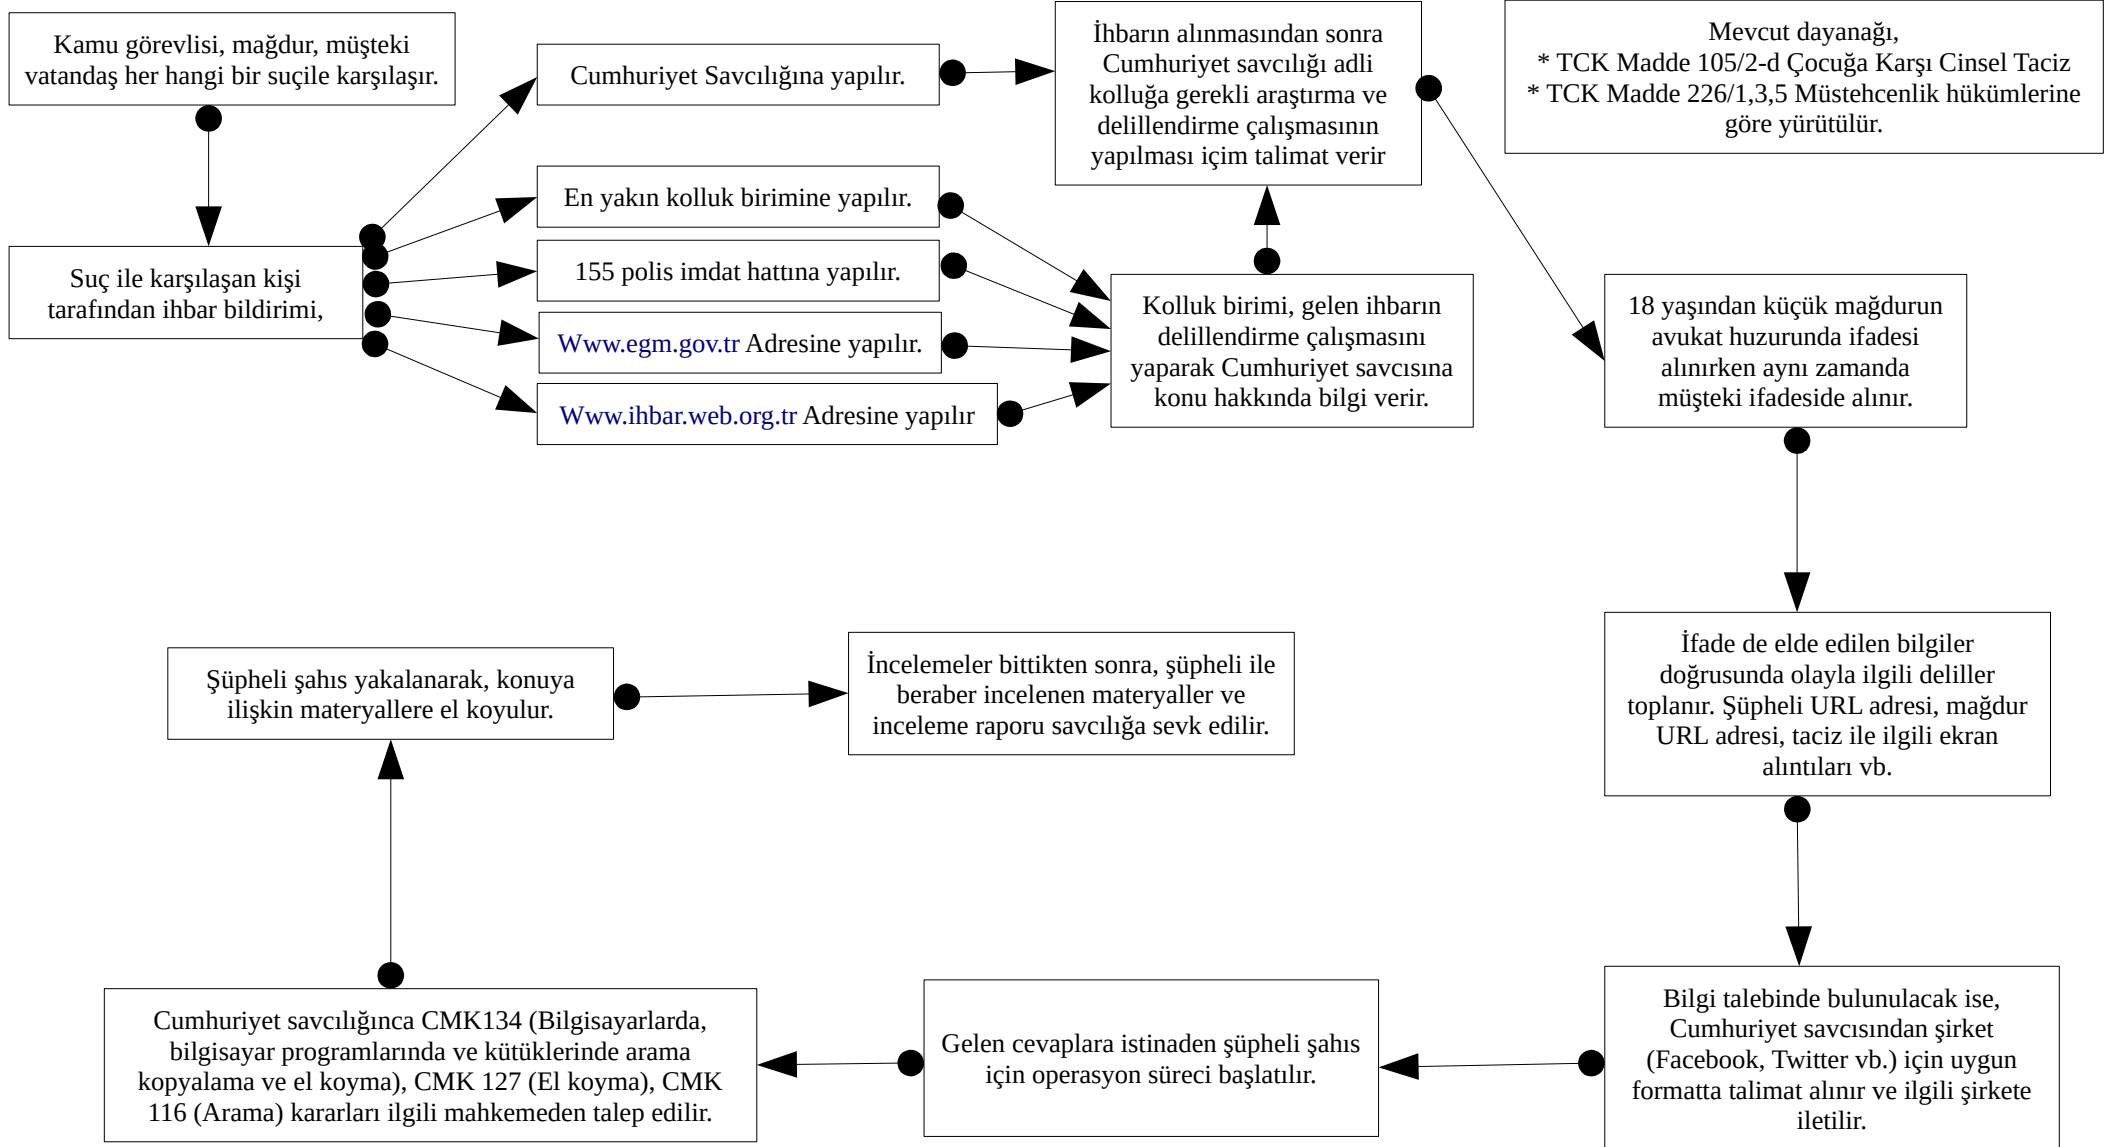 Kamu görevlisi, mağdur, müşteki
vatandaş her hangi bir suçile karşılaşır.
Suç ile karşılaşan kişi
tarafından ihbar bildirimi,
Cumhuriyet Savcılığına yapılır.
En yakın kolluk birimine yapılır.
155 polis imdat hattına yapılır.
Www.egm.gov.tr Adresine yapılır.
Www.ihbar.web.org.tr Adresine yapılır
İhbarın alınmasından sonra
Cumhuriyet savcılığı adli
kolluğa gerekli araştırma ve
delillendirme çalışmasının
yapılması içim talimat verir
Kolluk birimi, gelen ihbarın
delillendirme çalışmasını
yaparak Cumhuriyet savcısına
konu hakkında bilgi verir.
Mevcut dayanağı,
* TCK Madde 105/2-d Çocuğa Karşı Cinsel Taciz
* TCK Madde 226/1,3,5 Müstehcenlik hükümlerine
göre yürütülür.
18 yaşından küçük mağdurun
avukat huzurunda ifadesi
alınırken aynı zamanda
müşteki ifadeside alınır.
İfade de elde edilen bilgiler
doğrusunda olayla ilgili deliller
toplanır. Şüpheli URL adresi, mağdur
URL adresi, taciz ile ilgili ekran
alıntıları vb.
Bilgi talebinde bulunulacak ise,
Cumhuriyet savcısından şirket
(Facebook, Twitter vb.) için uygun
formatta talimat alınır ve ilgili şirkete
iletilir.
Gelen cevaplara istinaden şüpheli şahıs
için operasyon süreci başlatılır.
Cumhuriyet savcılığınca CMK134 (Bilgisayarlarda,
bilgisayar programlarında ve kütüklerinde arama
kopyalama ve el koyma), CMK 127 (El koyma), CMK
116 (Arama) kararları ilgili mahkemeden talep edilir.
Şüpheli şahıs yakalanarak, konuya
ilişkin materyallere el koyulur.
İncelemeler bittikten sonra, şüpheli ile
beraber incelenen materyaller ve
inceleme raporu savcılığa sevk edilir.